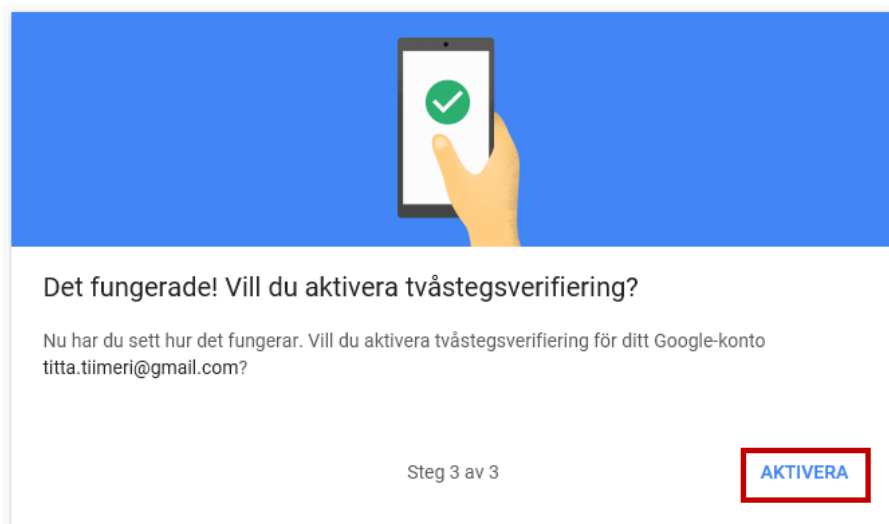 Det fungerade! Vill du aktivera tvåstegsverifiering?
Nu har du sett hur det fungerar. Vill du aktivera tvåstegsverifiering för ditt Google-konto
titta.tiimeri@gmail.com?
Steg 3 av 3
AKTIVERA